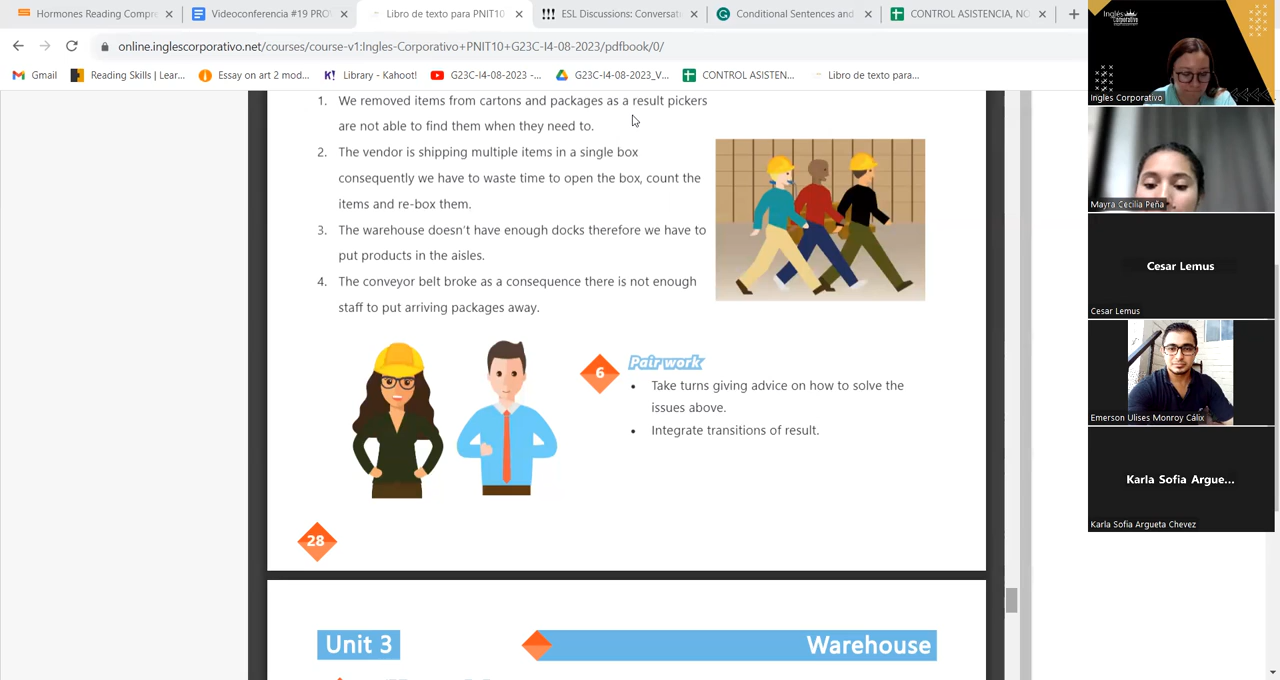 Hormones Reading Compre
Videoconferencia #19 PRO
Libro de texto para PNIT10
ESL Discussions: Conversat
Conditional Sentences and
CONTROL ASISTENCIA, NO
online.inglescorporativo.net/courses/course-v1:Ingles-Corporativo+PNIT10+G23C-I4-08-2023/pdfbook/0/
Gmail
Reading Skills | Lear...
Essay on art 2 mod...
Library - Kahoot!
G23C-I4-08-2023 -...
G23C-I4-08-2023_V...
CONTROL ASISTEN...
Libro de texto para...
1. We removed items from cartons and packages as a result pickers
are not able to find them when they need to.
2. The vendor is shipping multiple items in a single box
consequently we have to waste time to open the box, count the
items and re-box them.
3. The warehouse doesn't have enough docks therefore we have to
put products in the aisles.
4. The conveyor belt broke as a consequence there is not enough
staff to put arriving packages away.
6
Pair work
• Take turns giving advice on how to solve the
issues above.
• Integrate transitions of result.
28
Unit 3
Warehouse
Inglés
Corporativo
Ingles Corporativo
Mayra Cecilia Peña
Cesar Lemus
Cesar Lemus
Emerson Ulises Monroy Cálix
Karla Sofia Argue...
Karla Sofia Argueta Chevez